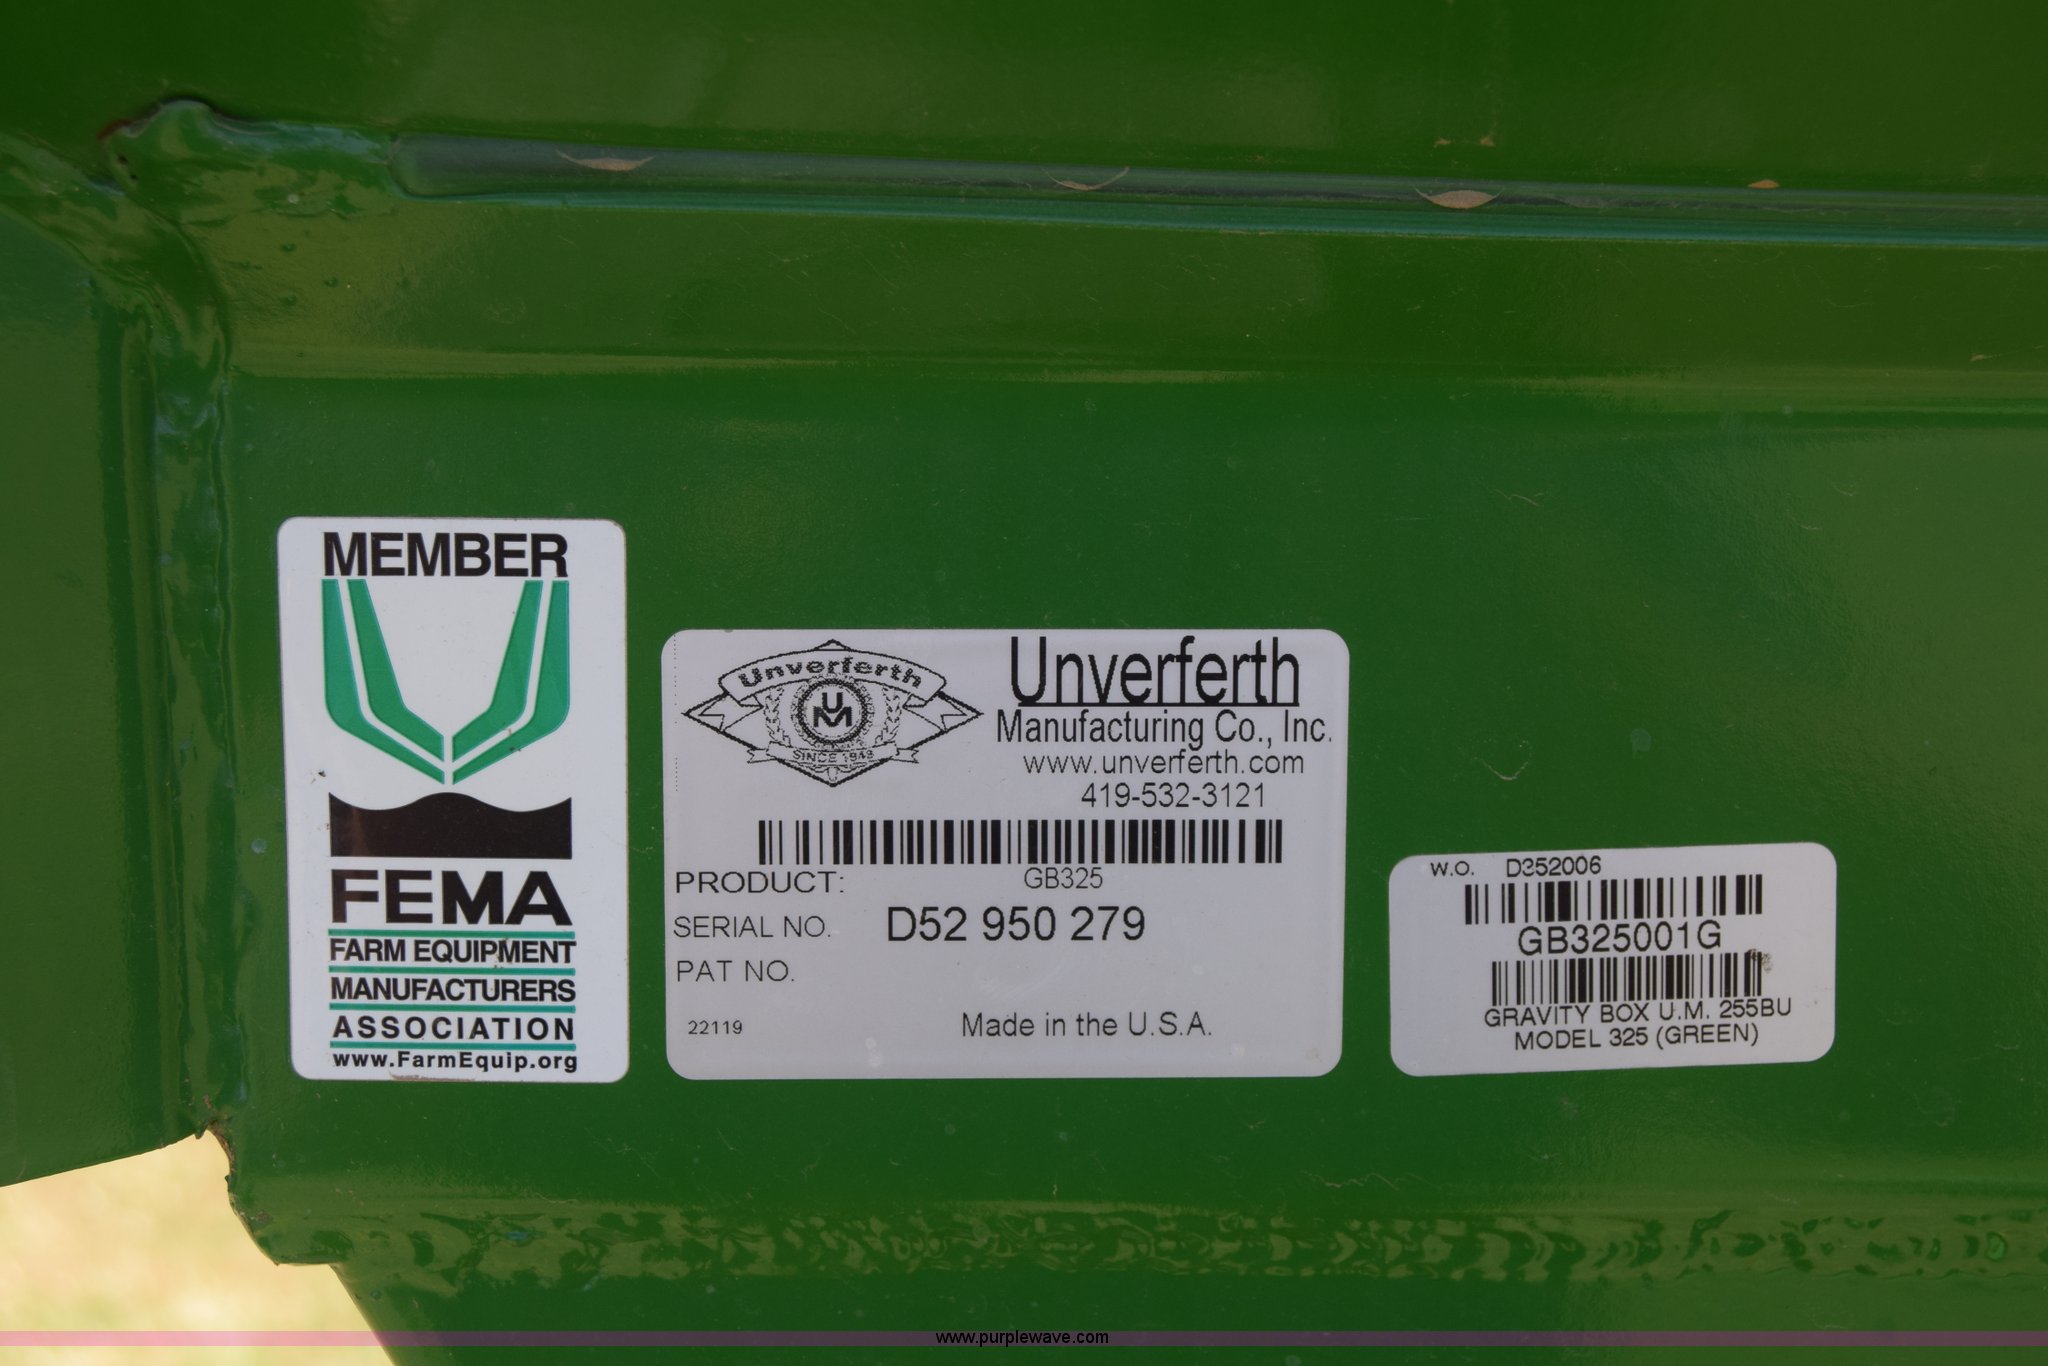 MEMBER
FEMA
FARM EQUIPMENT
MANUFACTURERS
ASSOCIATION
www.FarmEquip.org
Unverferth
UM
SINCE 1948
Unverferth
Manufacturing Co., Inc.
www.unverferth.com
419-532-3121
PRODUCT: GB325
SERIAL NO. D52 950 279
PAT NO.
22119 Made in the U.S.A.
W.O. D352006
GB325001G
GRAVITY BOX U.M. 255BU
MODEL 325 (GREEN)
www.purplewave.com